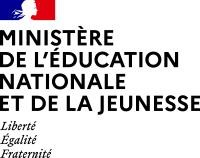 MINISTÈRE
DE L'ÉDUCATION
NATIONALE
ET DE LA JEUNESSE
Liberté
Égalité
Fraternité